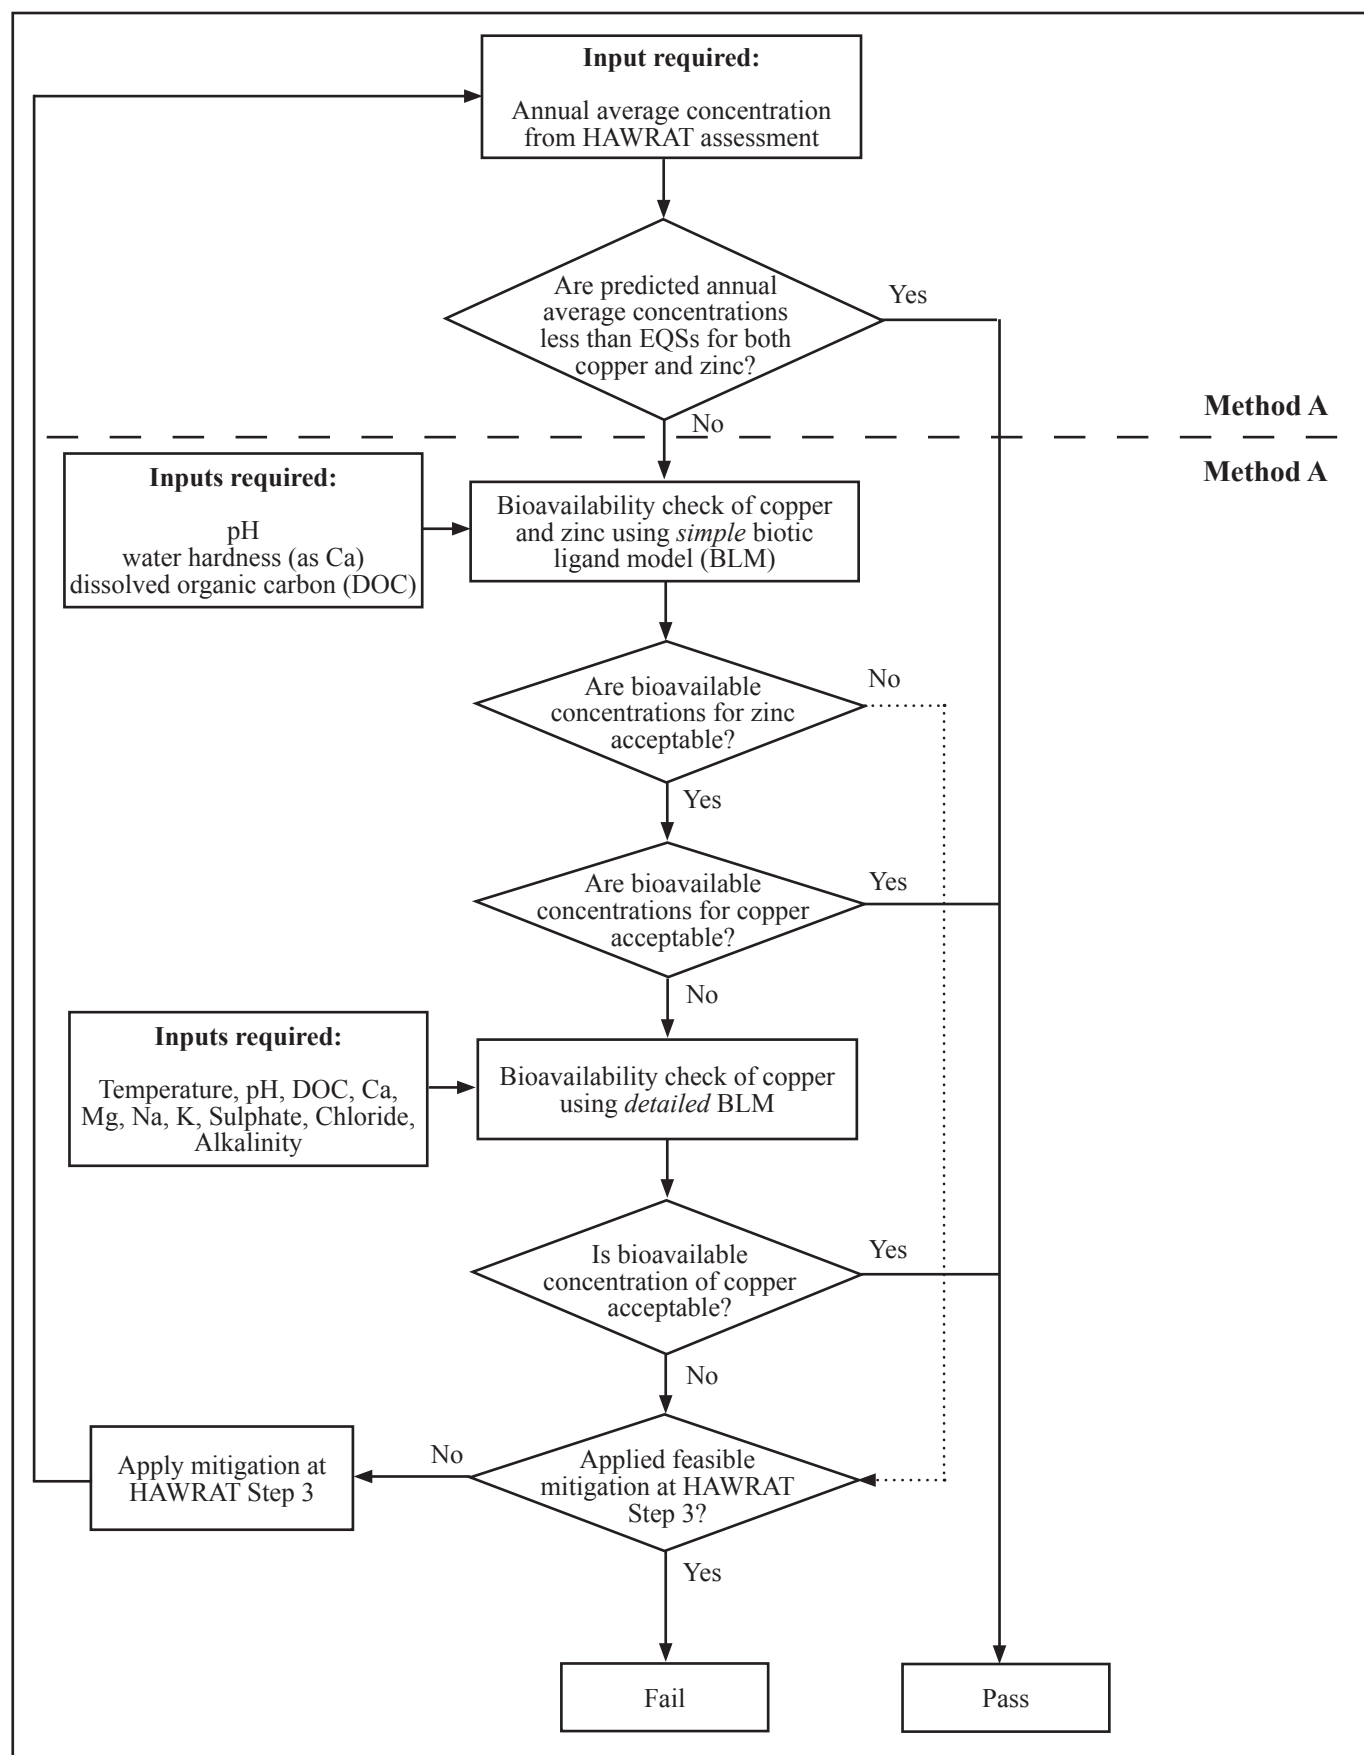 Input required:
Annual average concentration
from HAWRAT assessment
Are predicted annual
average concentrations
less than EQSs for both
copper and zinc?
Yes
No
Method A
Method A
Inputs required:
pH
water hardness (as Ca)
dissolved organic carbon (DOC)
Bioavailability check of copper
and zinc using simple biotic
ligand model (BLM)
Are bioavailable
concentrations for zinc
acceptable?
No
Yes
Are bioavailable
concentrations for copper
acceptable?
Yes
No
Inputs required:
Temperature, pH, DOC, Ca,
Mg, Na, K, Sulphate, Chloride,
Alkalinity
Bioavailability check of copper
using detailed BLM
Is bioavailable
concentration of copper
acceptable?
Yes
No
Applied feasible
mitigation at HAWRAT
Step 3?
No
Apply mitigation at
HAWRAT Step 3
Yes
Fail
Pass